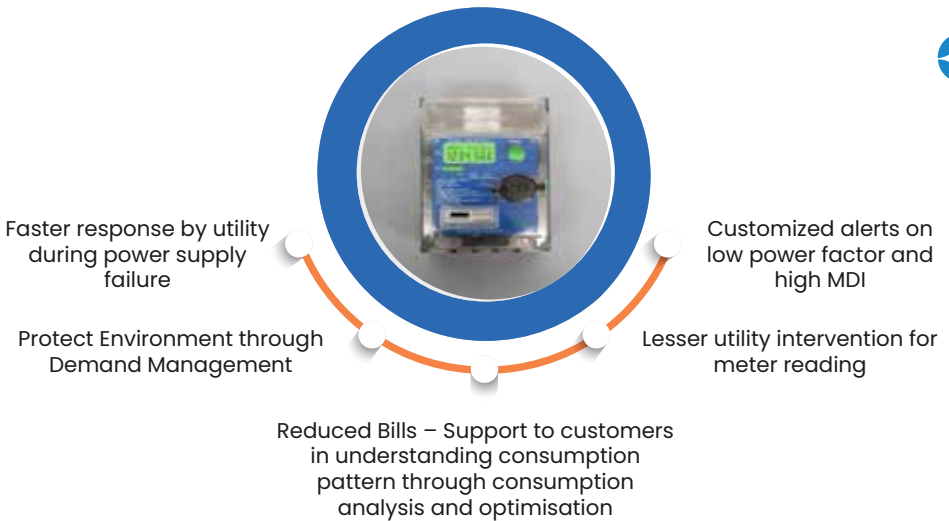 Faster response by utility
during power supply
failure
Protect Environment through
Demand Management
Reduced Bills – Support to customers
in understanding consumption
pattern through consumption
analysis and optimisation
Lesser utility intervention for
meter reading
Customized alerts on
low power factor and
high MDI